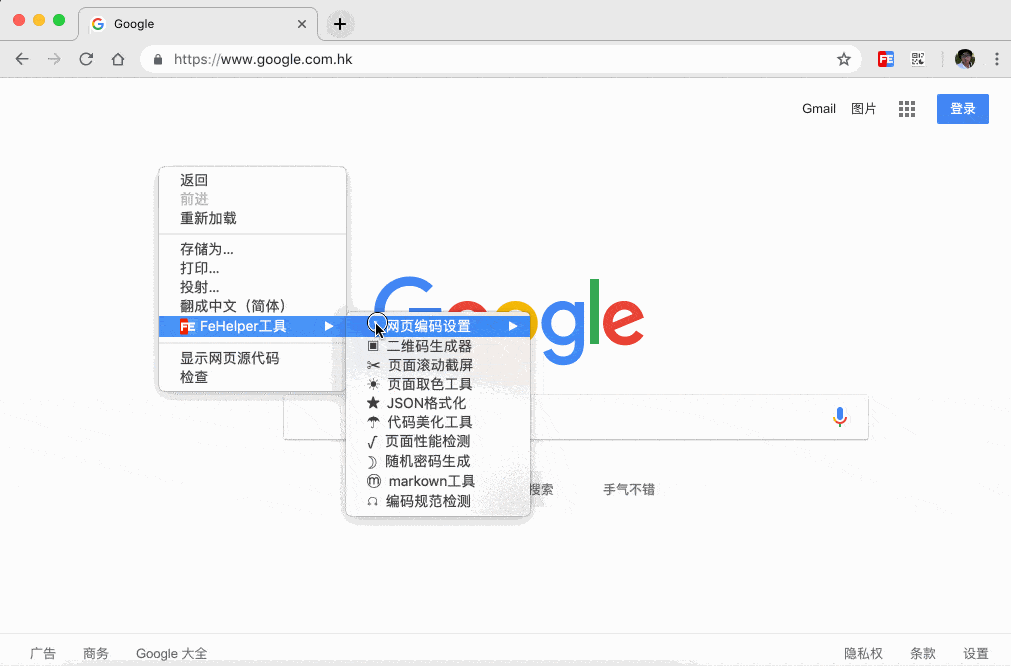 Google
https://www.google.com.hk
FE
Gmail 图片 登录
返回
前进
重新加载
存储为...
打印...
投射...
翻成中文（简体）
FE FeHelper工具
显示网页源代码
检查
Google
网页编码设置
二维码生成器
页面滚动截屏
页面取色工具
JSON格式化
代码美化工具
页面性能检测
随机密码生成
markown工具
编码规范检测
搜索 手气不错
广告 商务 Google 大全 隐私权 条款 设置